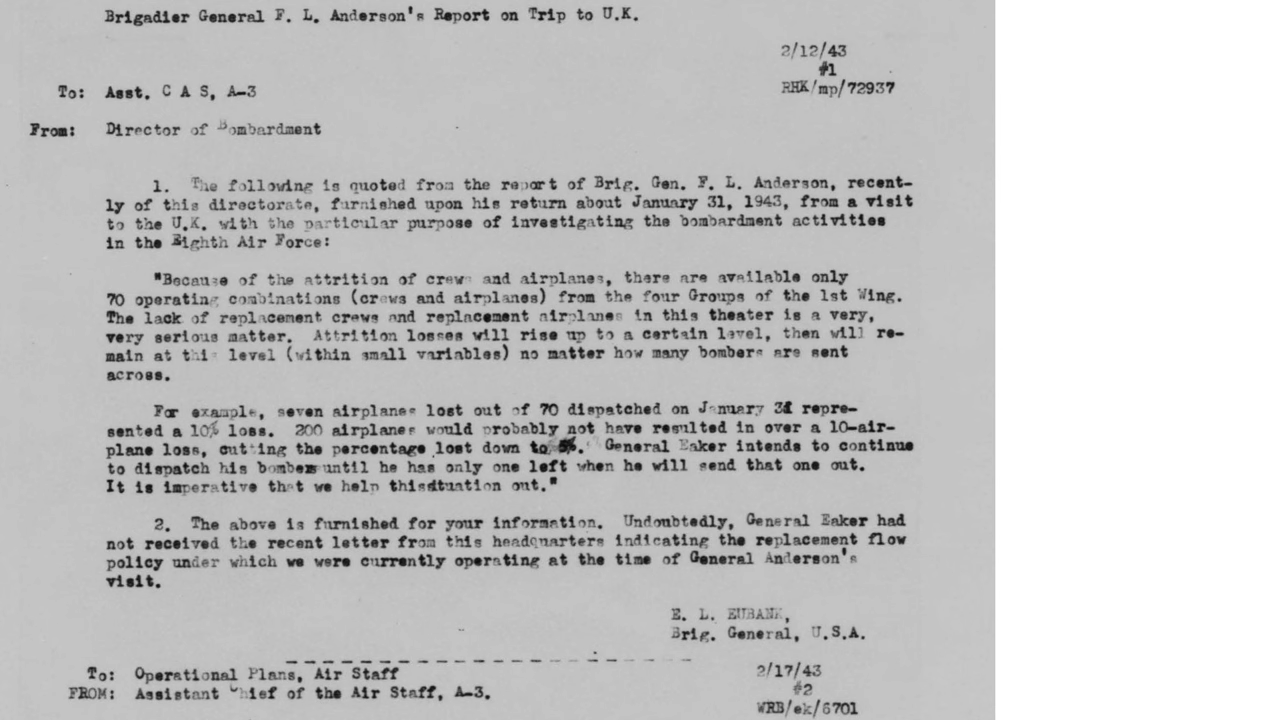 Brigadier General F. L. Anderson's Report on Trip to U.K.
2/12/43
#1
RHK/mp/72937
To: Asst. C A S, A-3
From: Director of Bombardment
1. The following is quoted from the report of Brig. Gen. F. L. Anderson, recent-
ly of this directorate, furnished upon his return about January 31, 1943, from a visit
to the U.K. with the particular purpose of investigating the bombardment activities
in the Eighth Air Force:
"Because of the attrition of crews and airplanes, there are available only
70 operating combinations (crews and airplanes) from the four Groups of the 1st Wing.
The lack of replacement crews and replacement airplanes in this theater is a very,
very serious matter. Attrition losses will rise up to a certain level, then will re-
main at this level (within small variables) no matter how many bombers are sent
across.
For example, seven airplanes lost out of 70 dispatched on January repre-
sented a 10% loss. 200 airplanes would probably not have resulted in over a 10-air-
plane loss, cutting the percentage lost down to General Eaker intends to continue
to dispatch his bombers until he has only one left when he will send that one out.
It is imperative that we help this situation out."
2. The above is furnished for your information. Undoubtedly, General Eaker had
not received the recent letter from this headquarters indicating the replacement flow
policy under which we were currently operating at the time of General Anderson's
visit.
E. L. EUBANK,
Brig. General, U.S.A.
To: Operational Plans, Air Staff
FROM: Assistant Chief of the Air Staff, A-3.
2/17/43
#2
WRB/ek/6701